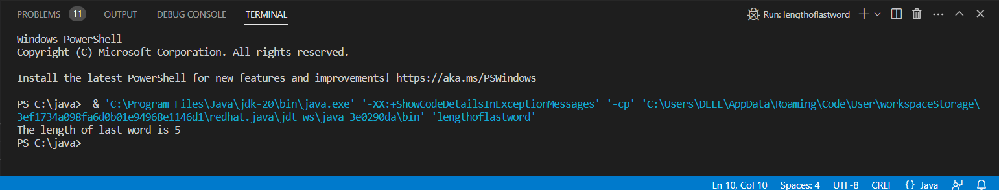 PROBLEMS 11 OUTPUT DEBUG CONSOLE TERMINAL Run: lengthoflastword
Windows PowerShell
Copyright (C) Microsoft Corporation. All rights reserved.
Install the latest PowerShell for new features and improvements! https://aka.ms/PSWindows
PS C:\java>  & 'C:\Program Files\Java\jdk-20\bin\java.exe' '-XX:+ShowCodeDetailsInExceptionMessages' '-cp' 'C:\Users\DELL\AppData\Roaming\Code\User\workspaceStorage\
3ef1734a098fa6d0b01e94968e1146d1\redhat.java\jdt_ws\java_3e0290da\bin' 'lengthoflastword'
The length of last word is 5
PS C:\java>
Ln 10, Col 10 Spaces: 4 UTF-8 CRLF {} Java